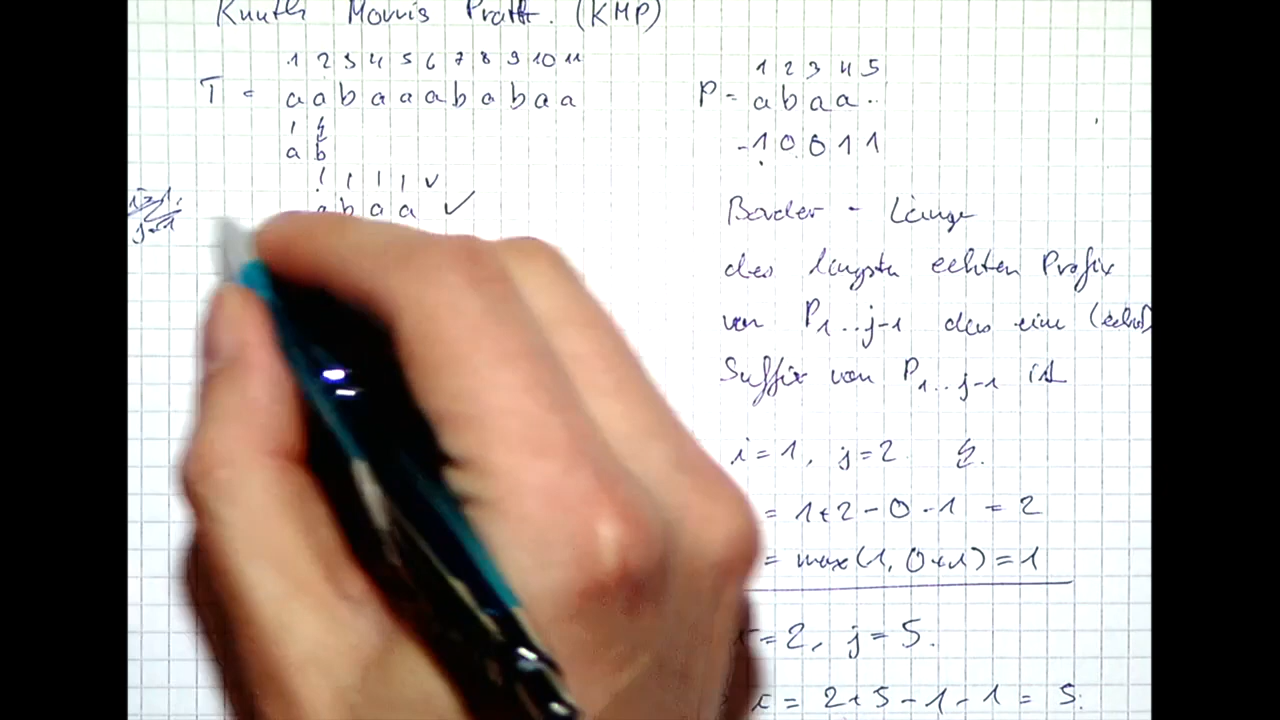 Knuth Morris Pratt. (KMP)
1 2 3 4 5 6 7 8 9 10 11
T = a a b a a a b a b a a
a b
a b a a ✓
1 2 3 4 5
P = a b a a ..
-1 0 0 1 1
Border - Länge
des längsten echten Präfix
von P1..j-1 das ein (echtes)
Suffix von P1..j-1 ist
i = 1, j = 2
= 1+2-0-1 = 2
= max(1, 0+1) = 1
= 2, j = 5.
i = 2+5-1-1 = 5